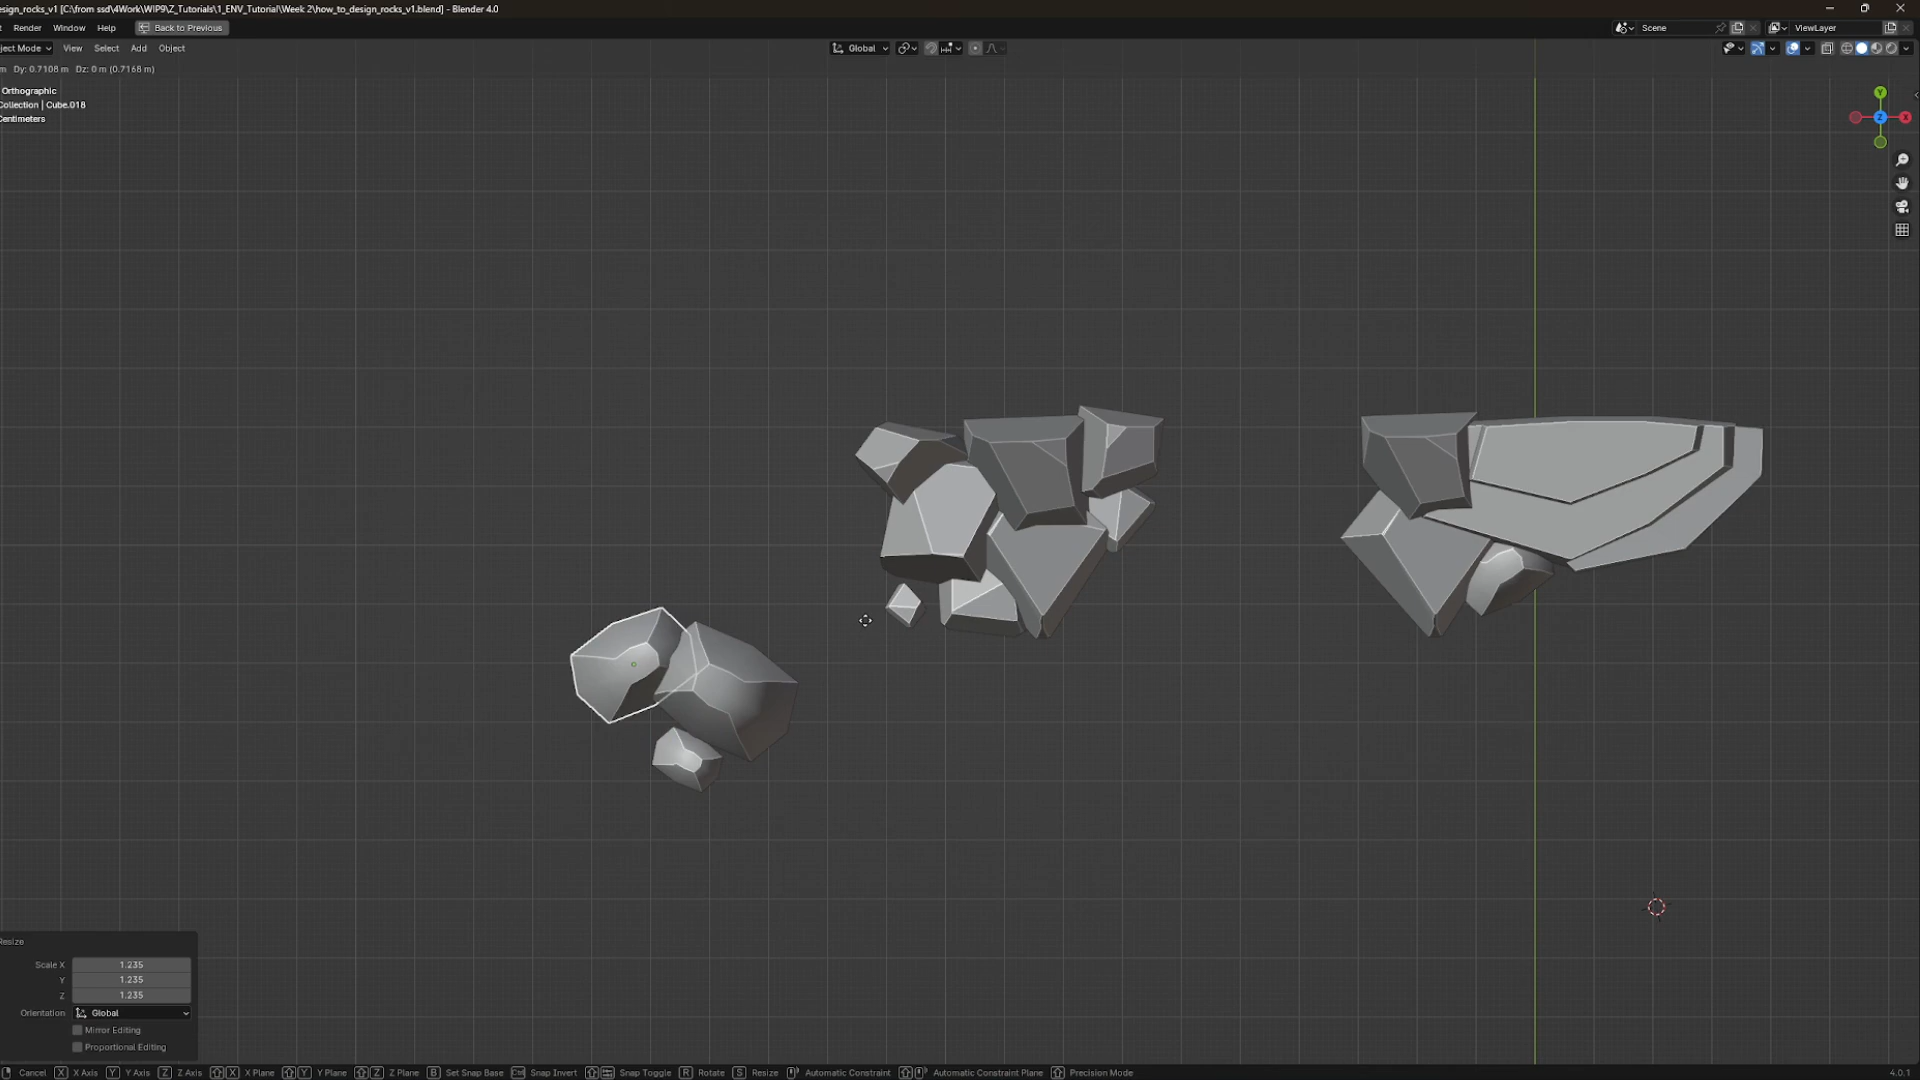 esign_rocks_v1 [C:\from ssd\4Work\WIP9\Z_Tutorials\1_ENV_Tutorial\Week 2\how_to_design_rocks_v1.blend] - Blender 4.0
Render Window Help Back to Previous Scene ViewLayer
ject Mode View Select Add Object Global
m Dy: 0.7108 m Dz: 0 m (0.7168 m)
Orthographic
Collection | Cube.018
Centimeters
Y
Z X
Resize
Scale X 1.235
Y 1.235
Z 1.235
Orientation Global
Mirror Editing
Proportional Editing
Cancel X X Axis Y Y Axis Z Z Axis X X Plane Y Y Plane Z Z Plane B Set Snap Base Ctrl Snap Invert Snap Toggle R Rotate S Resize Automatic Constraint Automatic Constraint Plane Precision Mode 4.0.1